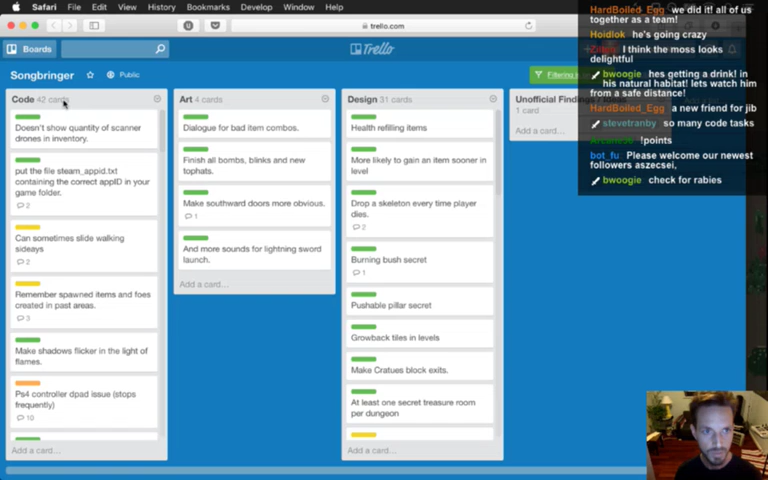 Safari File Edit View History Bookmarks Develop Window Help
trello.com
Boards
Trello
Songbringer
Public
Filtering
Code 42 cards
Doesn't show quantity of scanner
drones in inventory.
put the file steam_appid.txt
containing the correct appID in your
game folder.
2
Can sometimes slide walking
sideays
2
Remember spawned items and foes
created in past areas.
3
Make shadows flicker in the light of
flames.
Ps4 controller dpad issue (stops
frequently)
10
Add a card...
Art 4 cards
Dialogue for bad item combos.
Finish all bombs, blinks and new
tophats.
Make southward doors more obvious.
1
And more sounds for lightning sword
launch.
Add a card...
Design 31 cards
Health refilling items
More likely to gain an item sooner in
level
Drop a skeleton every time player
dies.
2
Burning bush secret
1
Pushable pillar secret
Growback tiles in levels
Make Cratues block exits.
At least one secret treasure room
per dungeon
Add a card...
Unofficial Findings
1 card
Add a card...
HardBoiled_Egg we did it! all of us
together as a team!
Hoidlok he's going crazy
I think the moss looks
delightful
bwoogie hes getting a drink! in
his natural habitat! lets watch him
from a safe distance!
HardBoiled_Egg a new friend for jib
stevetranby so many code tasks
!points
bot_fu Please welcome our newest
followers aszecsei,
bwoogie check for rabies